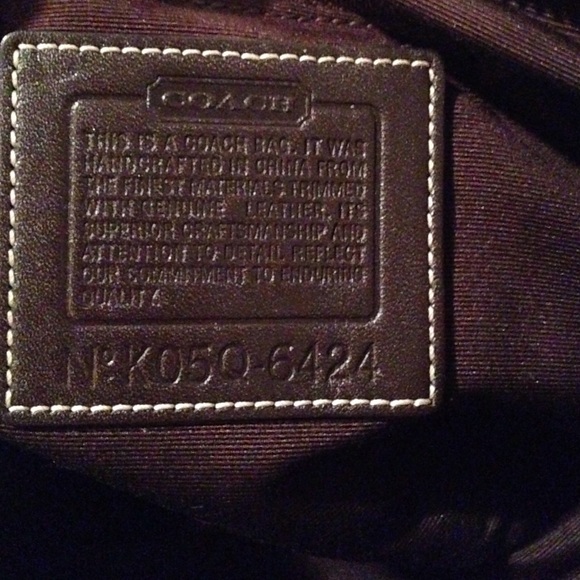 COACH
THIS IS A COACH BAG. IT WAS
HANDCRAFTED IN CHINA FROM
THE FINEST MATERIALS, TRIMMED
WITH GENUINE LEATHER. ITS
SUPERIOR CRAFTSMANSHIP AND
ATTENTION TO DETAIL REFLECT
OUR COMMITMENT TO ENDURING
QUALIT4.
Nº K05Q-6424